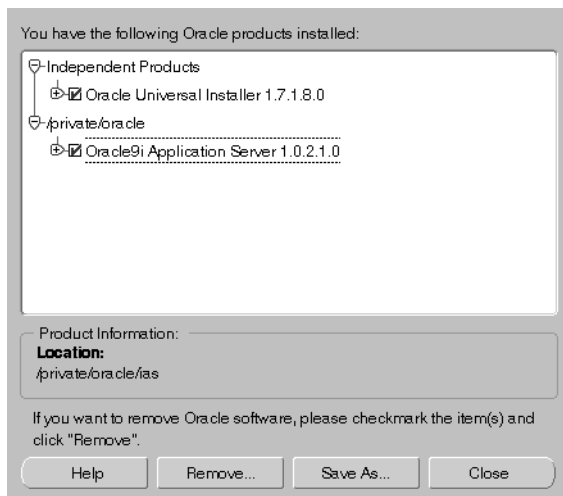 You have the following Oracle products installed:
Independent Products
Oracle Universal Installer 1.7.1.8.0
/private/oracle
Oracle9i Application Server 1.0.2.1.0
Product Information:
Location:
/private/oracle/ias
If you want to remove Oracle software, please checkmark the item(s) and
click "Remove".
Help Remove... Save As... Close